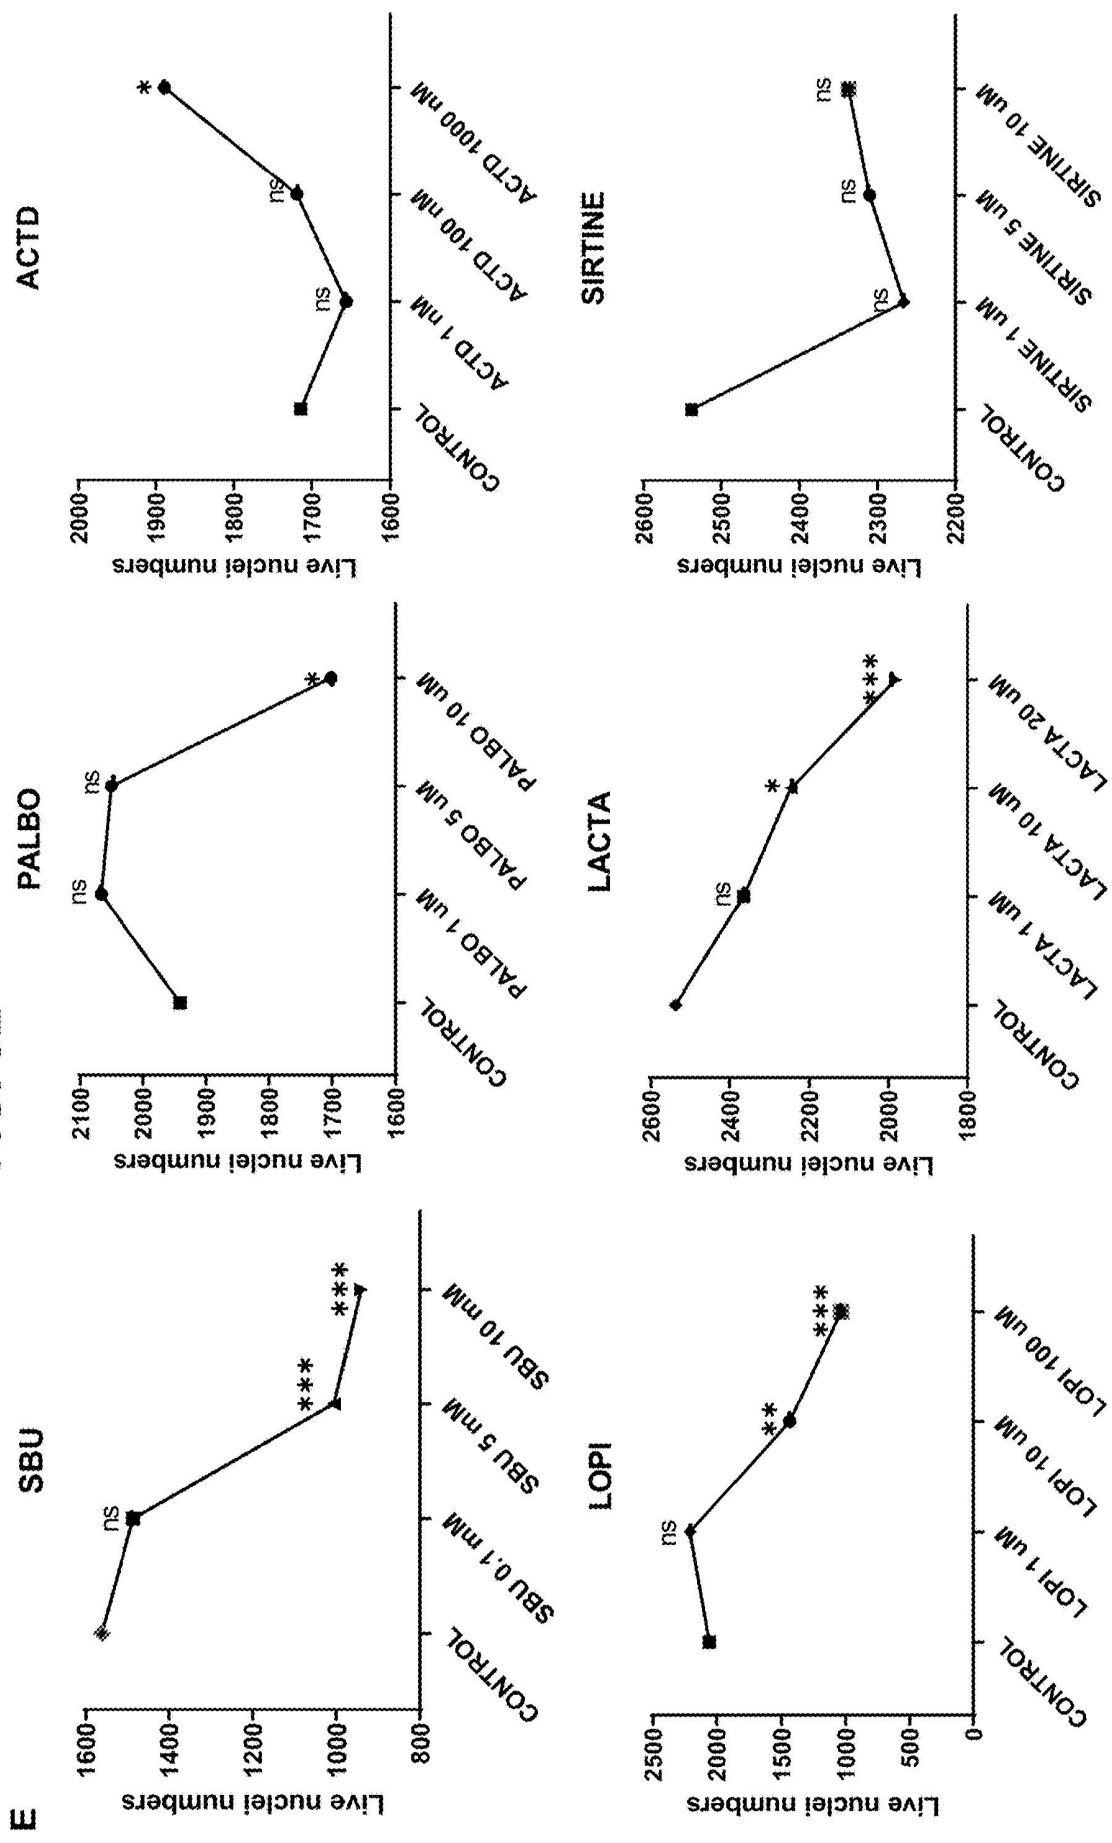 E
SBU
Live nuclei numbers
1600
1400
1200
1000
800
ns
***
***
CONTROL
SBU 0.1 mM
SBU 5 mM
SBU 10 mM
PALBO
Live nuclei numbers
2100
2000
1900
1800
1700
1600
ns
ns
*
CONTROL
PALBO 1 uM
PALBO 5 uM
PALBO 10 uM
ACTD
Live nuclei numbers
2000
1900
1800
1700
1600
ns
ns
*
CONTROL
ACTD 1 nM
ACTD 100 nM
ACTD 1000 nM
LOPI
Live nuclei numbers
2500
2000
1500
1000
500
0
ns
**
***
CONTROL
LOPI 1 uM
LOPI 10 uM
LOPI 100 uM
LACTA
Live nuclei numbers
2600
2400
2200
2000
1800
ns
*
***
CONTROL
LACTA 1 uM
LACTA 10 uM
LACTA 20 uM
SIRTINE
Live nuclei numbers
2600
2500
2400
2300
2200
ns
ns
ns
CONTROL
SIRTINE 1 uM
SIRTINE 5 uM
SIRTINE 10 uM